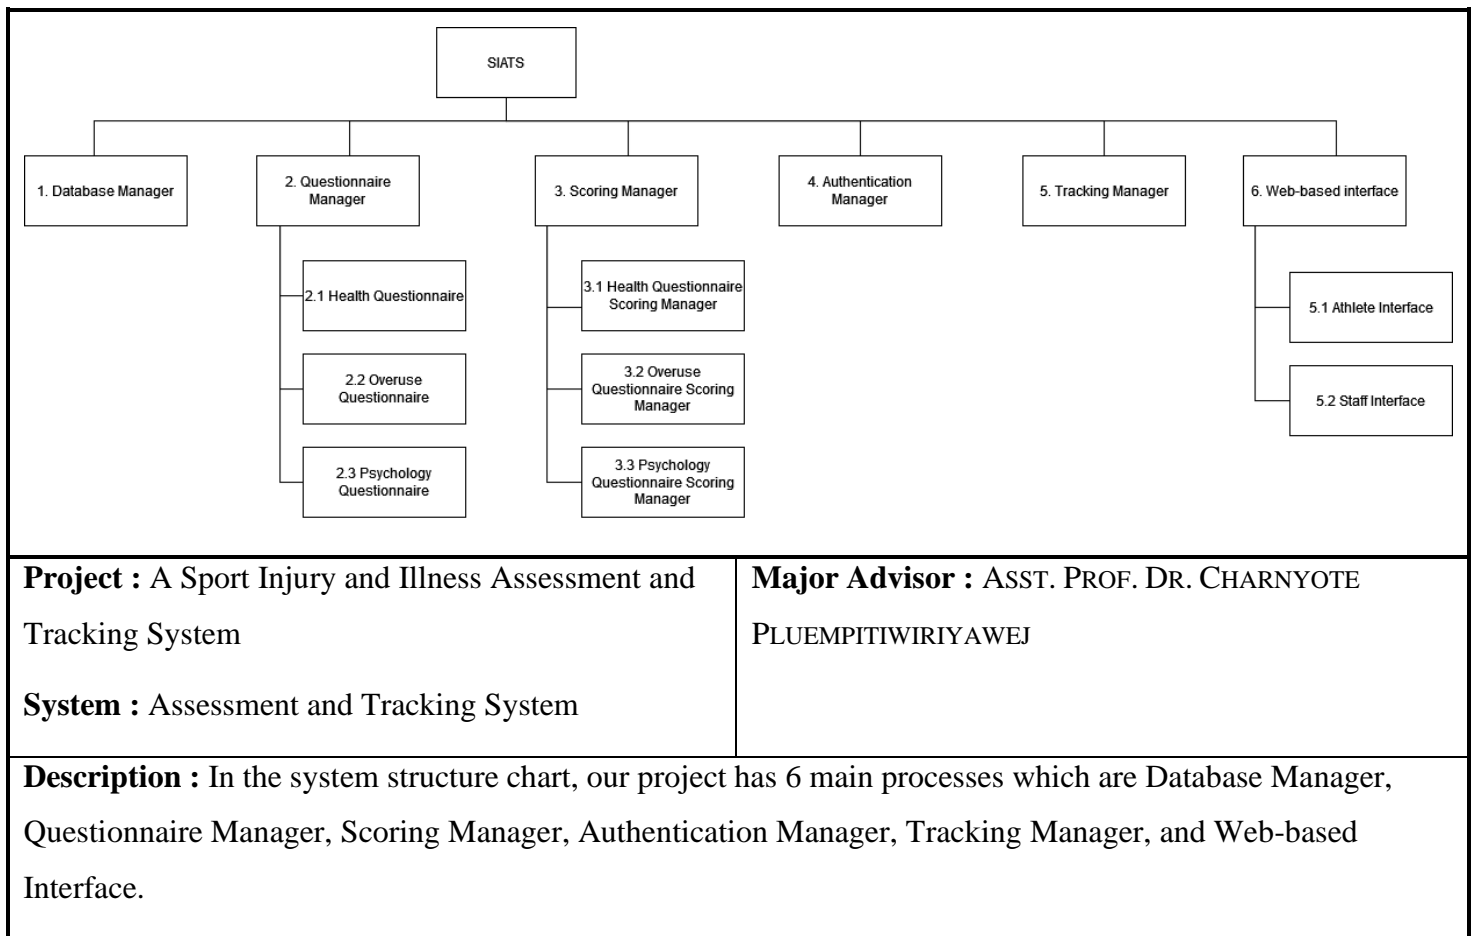 SIATS
1. Database Manager
2. Questionnaire
Manager
3. Scoring Manager
4. Authentication
Manager
5. Tracking Manager
6. Web-based interface
2.1 Health Questionnaire
2.2 Overuse
Questionnaire
2.3 Psychology
Questionnaire
3.1 Health Questionnaire
Scoring Manager
3.2 Overuse
Questionnaire Scoring
Manager
3.3 Psychology
Questionnaire Scoring
Manager
5.1 Athlete Interface
5.2 Staff Interface
Project : A Sport Injury and Illness Assessment and
Tracking System
System : Assessment and Tracking System
Major Advisor : ASST. PROF. DR. CHARNYOTE
PLUEMPITIWIRIYAWEJ
Description : In the system structure chart, our project has 6 main processes which are Database Manager,
Questionnaire Manager, Scoring Manager, Authentication Manager, Tracking Manager, and Web-based
Interface.